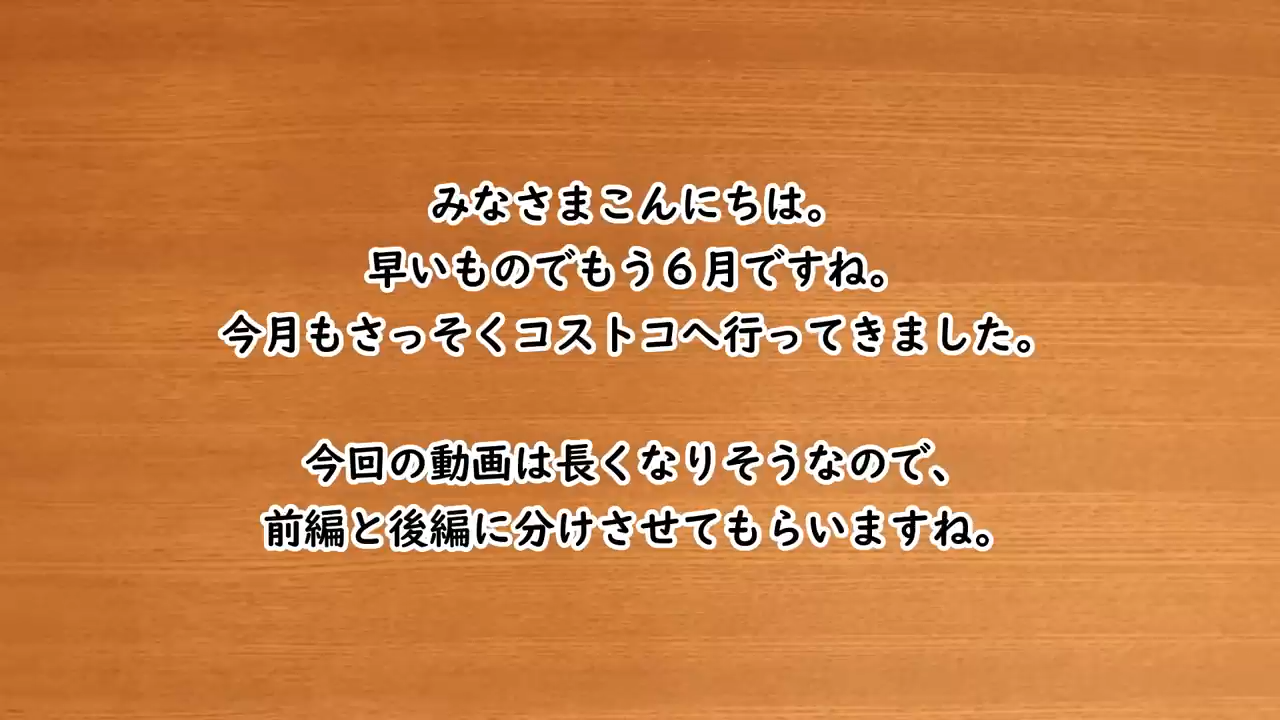 みなさまこんにちは。
早いものでもう６月ですね。
今月もさっそくコストコへ行ってきました。
今回の動画は長くなりそうなので、
前編と後編に分けさせてもらいますね。